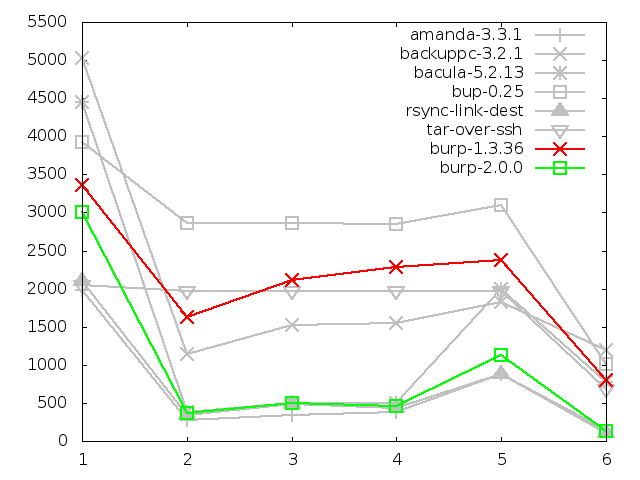 5500
5000
4500
4000
3500
3000
2500
2000
1500
1000
500
0
1 2 3 4 5 6
amanda-3.3.1
backuppc-3.2.1
bacula-5.2.13
bup-0.25
rsync-link-dest
tar-over-ssh
burp-1.3.36
burp-2.0.0